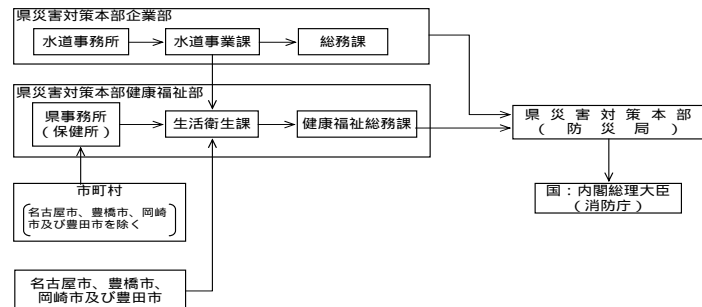 県災害対策本部企業部
水道事務所
水道事業課
総務課
県災害対策本部健康福祉部
県事務所
(保健所)
生活衛生課
健康福祉総務課
県災害対策本部
(防災局)
市町村
名古屋市、豊橋市、岡崎
市及び豊田市を除く
国:内閣総理大臣
(消防庁)
名古屋市、豊橋市、
岡崎市及び豊田市